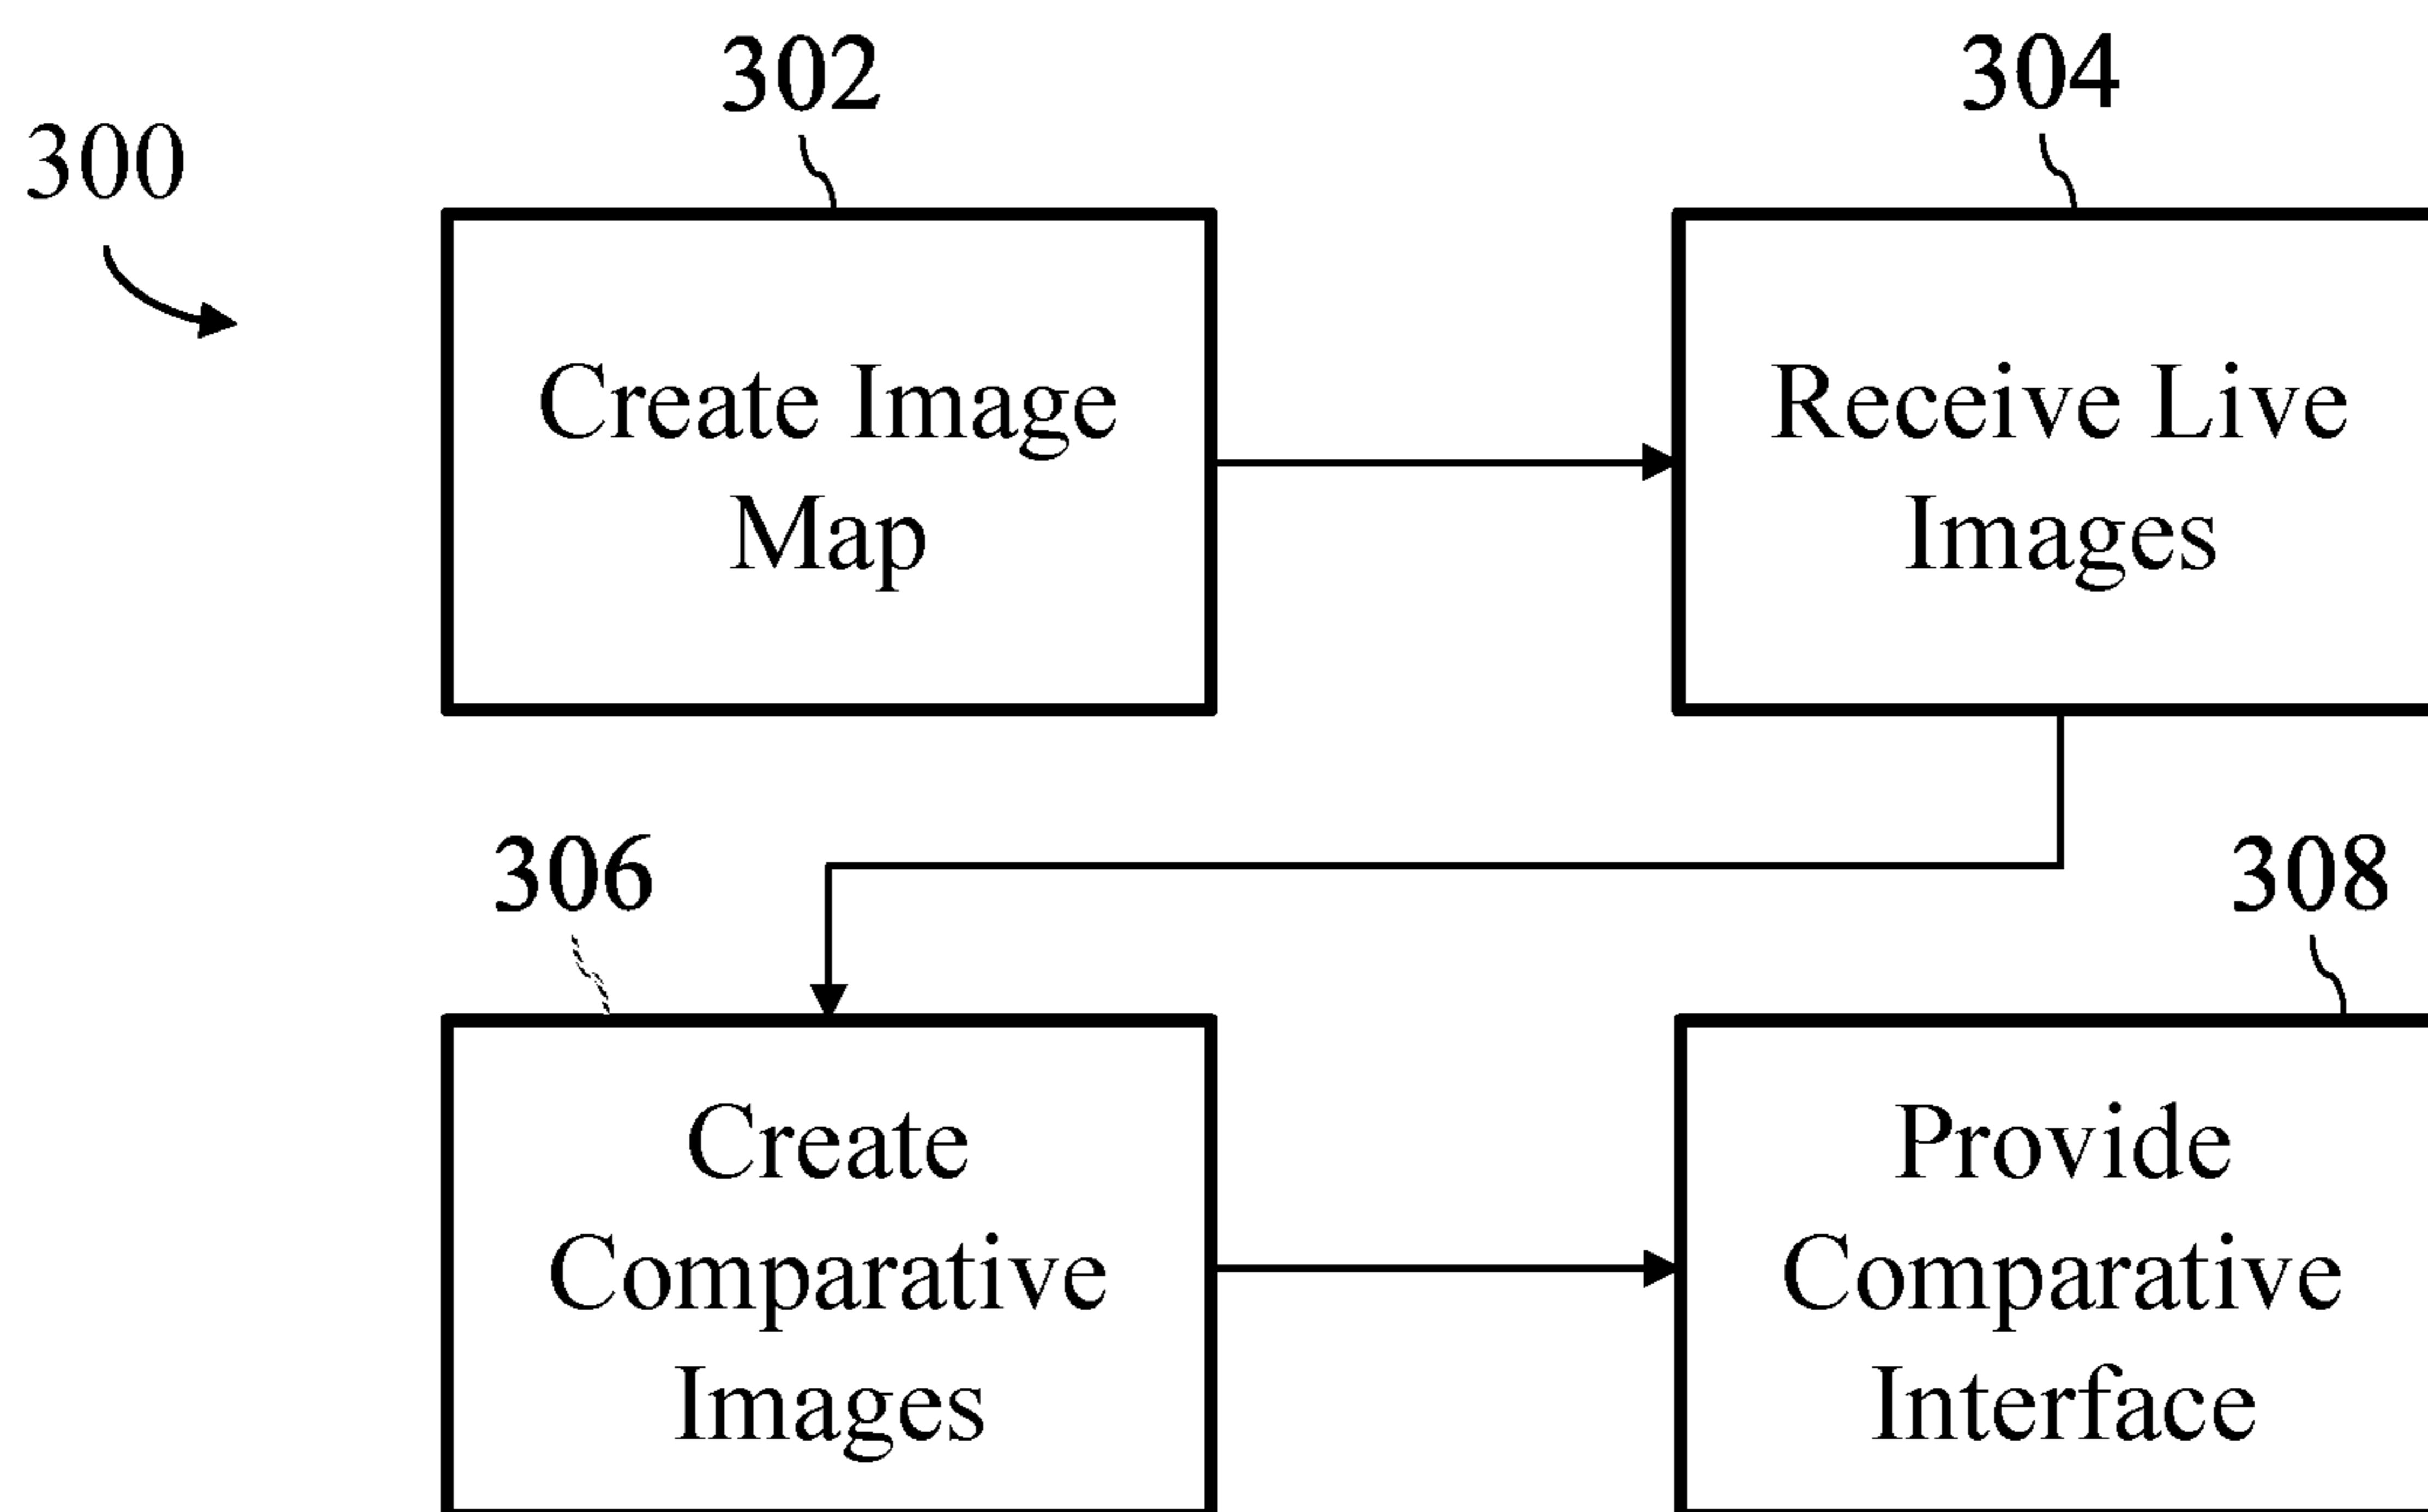 300
302
304
Create Image
Map
Receive Live
Images
306
308
Create
Comparative
Images
Provide
Comparative
Interface